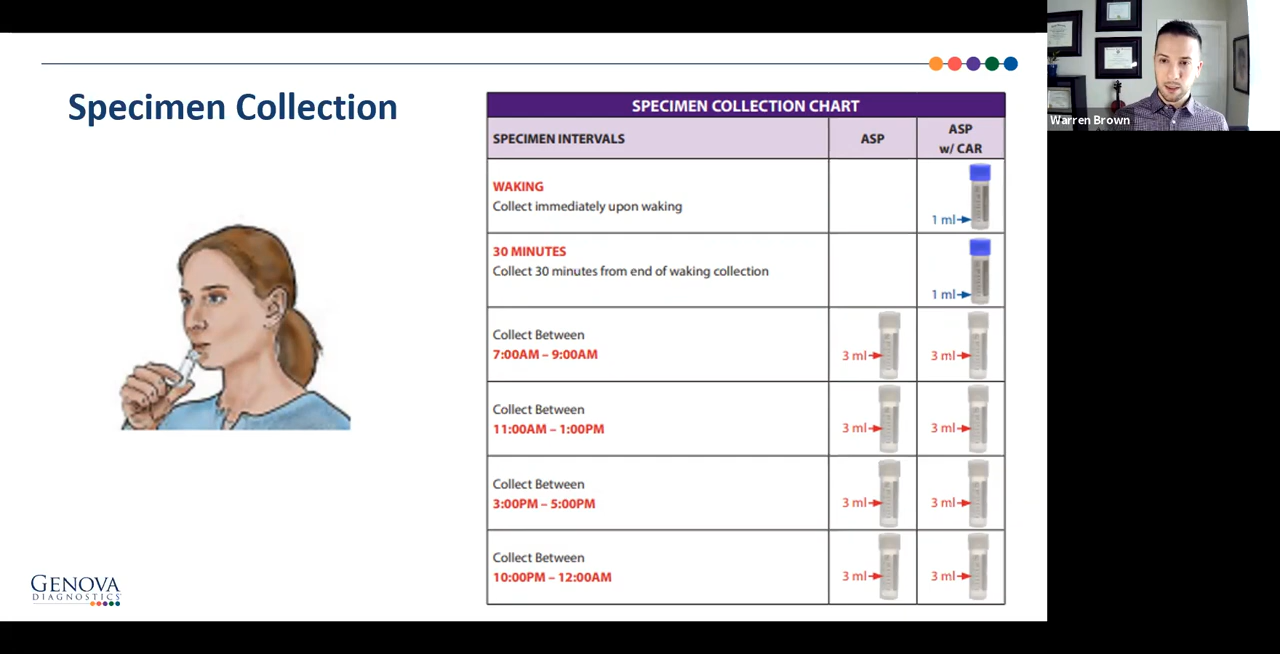 Specimen Collection
SPECIMEN COLLECTION CHART
SPECIMEN INTERVALS
ASP
ASP
w/ CAR
WAKING
Collect immediately upon waking
1 ml
30 MINUTES
Collect 30 minutes from end of waking collection
1 ml
Collect Between
7:00AM – 9:00AM
3 ml
3 ml
Collect Between
11:00AM – 1:00PM
3 ml
3 ml
Collect Between
3:00PM – 5:00PM
3 ml
3 ml
Collect Between
10:00PM – 12:00AM
3 ml
3 ml
GENOVA
DIAGNOSTICS
Warren Brown